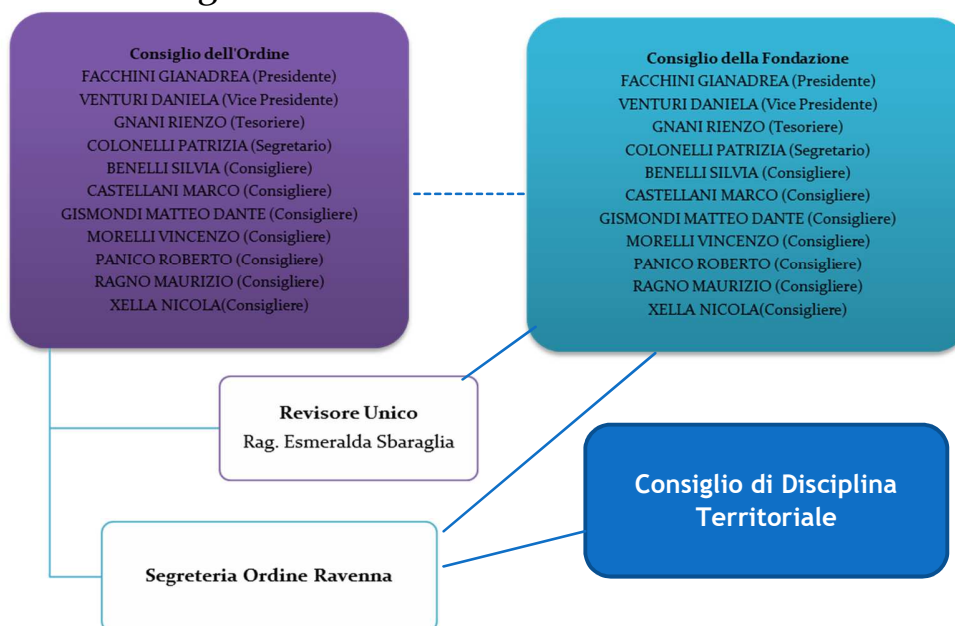 Consiglio dell'Ordine
FACCHINI GIANADREA (Presidente)
VENTURI DANIELA (Vice Presidente)
GNANI RIENZO (Tesoriere)
COLONELLI PATRIZIA (Segretario)
BENELLI SILVIA (Consigliere)
CASTELLANI MARCO (Consigliere)
GISMONDI MATTEO DANTE (Consigliere)
MORELLI VINCENZO (Consigliere)
PANICO ROBERTO (Consigliere)
RAGNO MAURIZIO (Consigliere)
XELLA NICOLA(Consigliere)
Consiglio della Fondazione
FACCHINI GIANADREA (Presidente)
VENTURI DANIELA (Vice Presidente)
GNANI RIENZO (Tesoriere)
COLONELLI PATRIZIA (Segretario)
BENELLI SILVIA (Consigliere)
CASTELLANI MARCO (Consigliere)
GISMONDI MATTEO DANTE (Consigliere)
MORELLI VINCENZO (Consigliere)
PANICO ROBERTO (Consigliere)
RAGNO MAURIZIO (Consigliere)
XELLA NICOLA(Consigliere)
Revisore Unico
Rag. Esmeralda Sbaraglia
Consiglio di Disciplina
Territoriale
Segreteria Ordine Ravenna